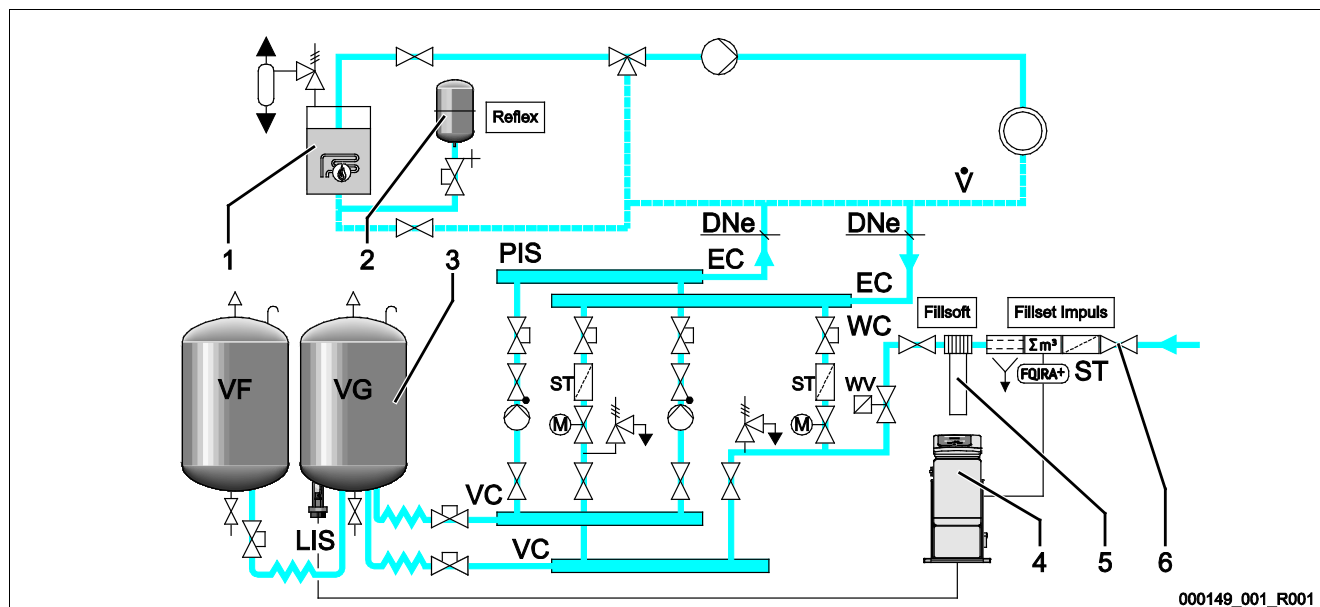 Reflex
V̇
1
2
3
DNe
DNe
PIS
EC
EC
Fillsoft
Fillset Impuls
WC
Σm³
FQIRA+
ST
VF
VG
ST
ST
WV
M
M
VC
LIS
VC
4
5
6
000149_001_R001